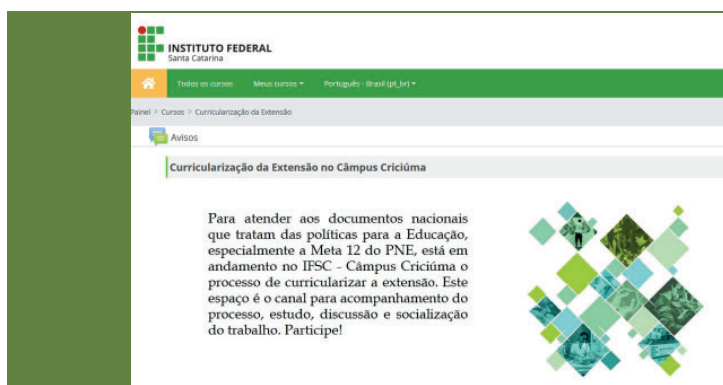 INSTITUTO FEDERAL
Santa Catarina
Todos os cursos Meus cursos Português - Brasil (pt_br)
Painel > Cursos > Curricularização da Extensão
Avisos
Curricularização da Extensão no Câmpus Criciúma
Para atender aos documentos nacionais
que tratam das políticas para a Educação,
especialmente a Meta 12 do PNE, está em
andamento no IFSC - Câmpus Criciúma o
processo de curricularizar a extensão. Este
espaço é o canal para acompanhamento do
processo, estudo, discussão e socialização
do trabalho. Participe!